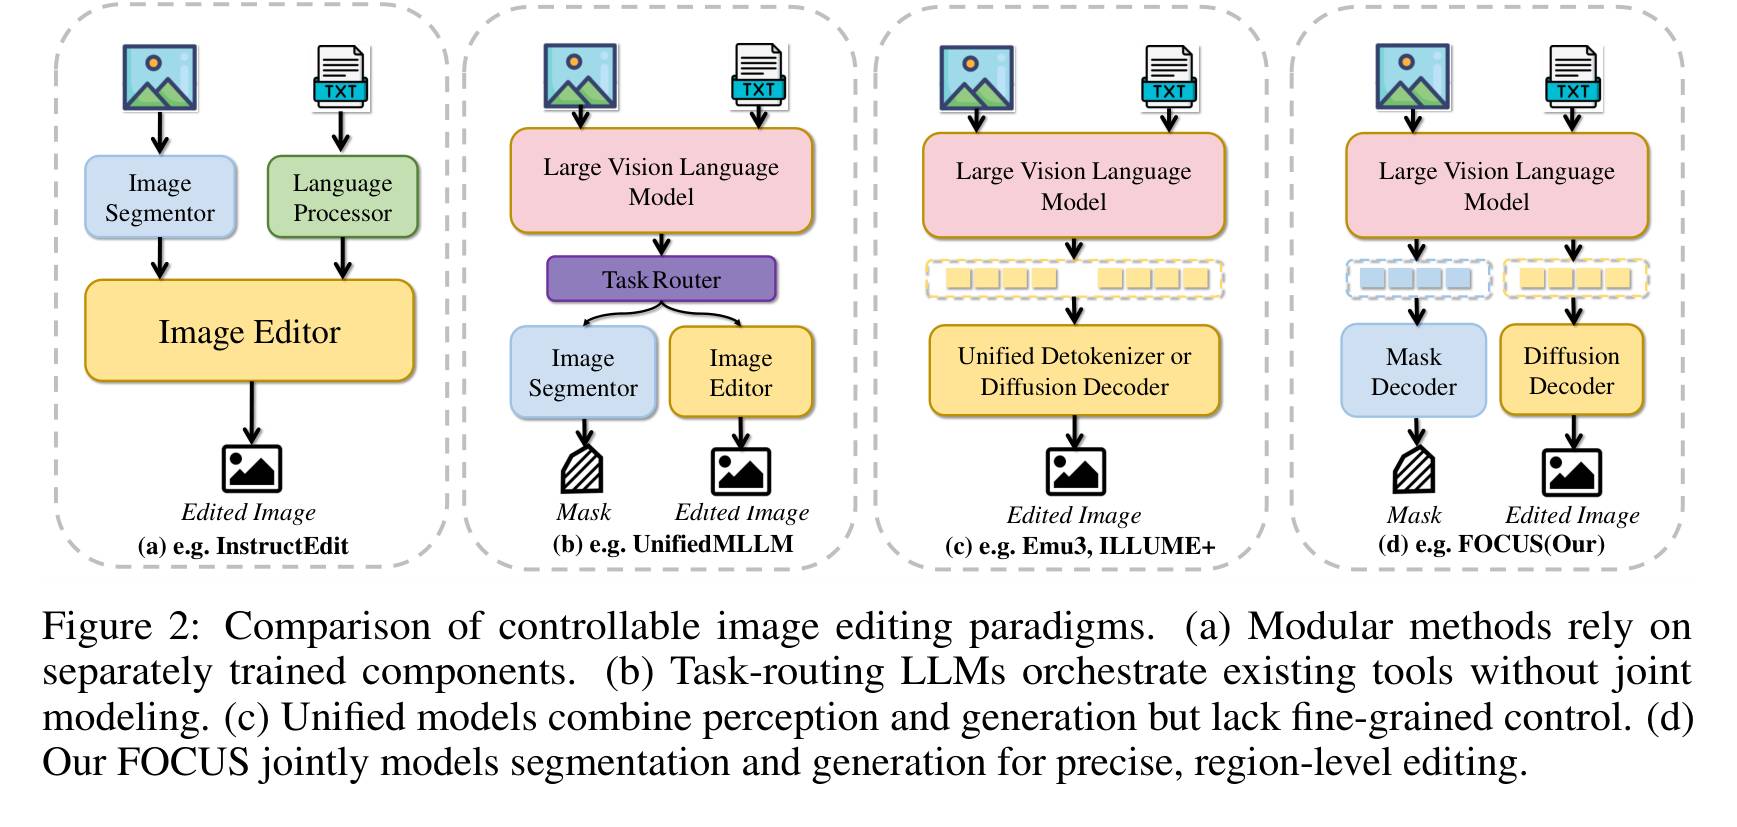 TXT
Image
Segmentor
Language
Processor
Image Editor
Edited Image
(a) e.g. InstructEdit
TXT
Large Vision Language
Model
Task Router
Image
Segmentor
Image
Editor
Mask
Edited Image
(b) e.g. UnifiedMLLM
TXT
Large Vision Language
Model
Unified Detokenizer or
Diffusion Decoder
Edited Image
(c) e.g. Emu3, ILLUME+
TXT
Large Vision Language
Model
Mask
Decoder
Diffusion
Decoder
Mask
Edited Image
(d) e.g. FOCUS(Our)
Figure 2: Comparison of controllable image editing paradigms. (a) Modular methods rely on
separately trained components. (b) Task-routing LLMs orchestrate existing tools without joint
modeling. (c) Unified models combine perception and generation but lack fine-grained control. (d)
Our FOCUS jointly models segmentation and generation for precise, region-level editing.